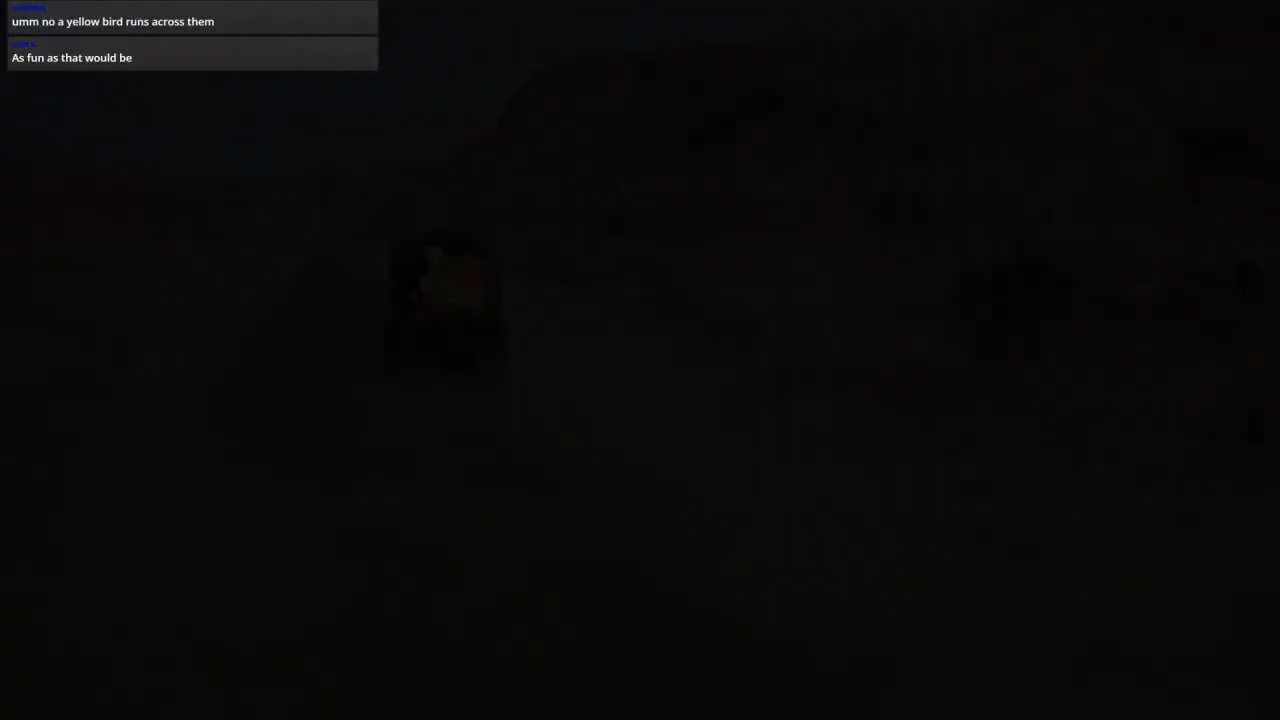 umm no a yellow bird runs across them
As fun as that would be